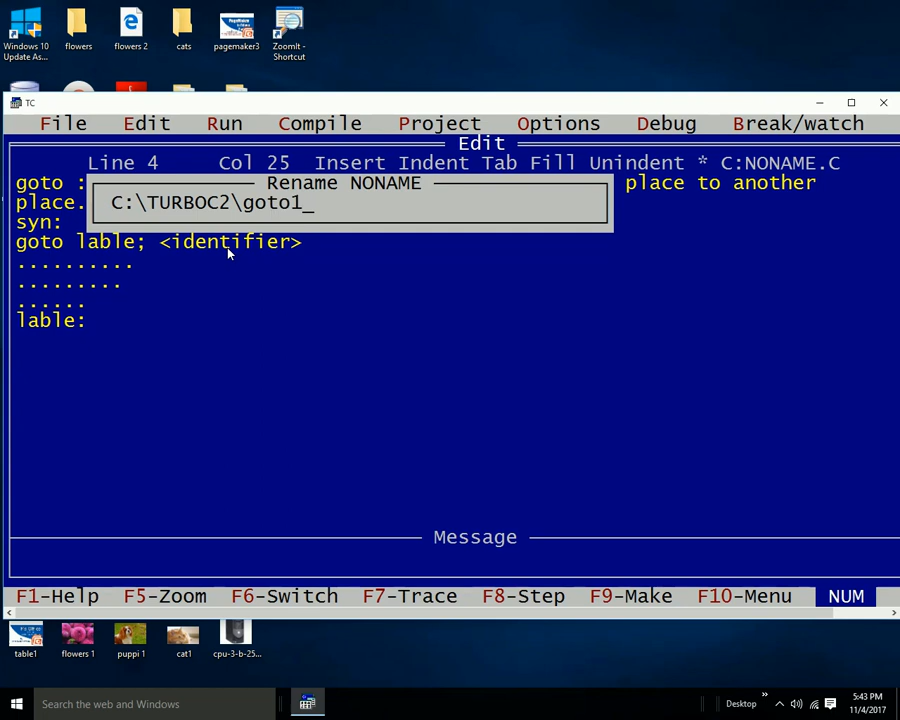 Windows 10
Update As...
flowers
flowers 2
cats
pagemaker3
ZoomIt -
Shortcut
TC
File Edit Run Compile Project Options Debug Break/watch
Edit
Line 4 Col 25 Insert Indent Tab Fill Unindent * C:NONAME.C
goto : place to another
Rename NONAME
C:\TURBOC2\goto1_
place.
syn:
goto lable; <identifier>
..........
.........
......
lable:
Message
F1-Help F5-Zoom F6-Switch F7-Trace F8-Step F9-Make F10-Menu NUM
table1
flowers 1
puppi 1
cat1
cpu-3-b-25...
Search the web and Windows
Desktop
5:43 PM
11/4/2017